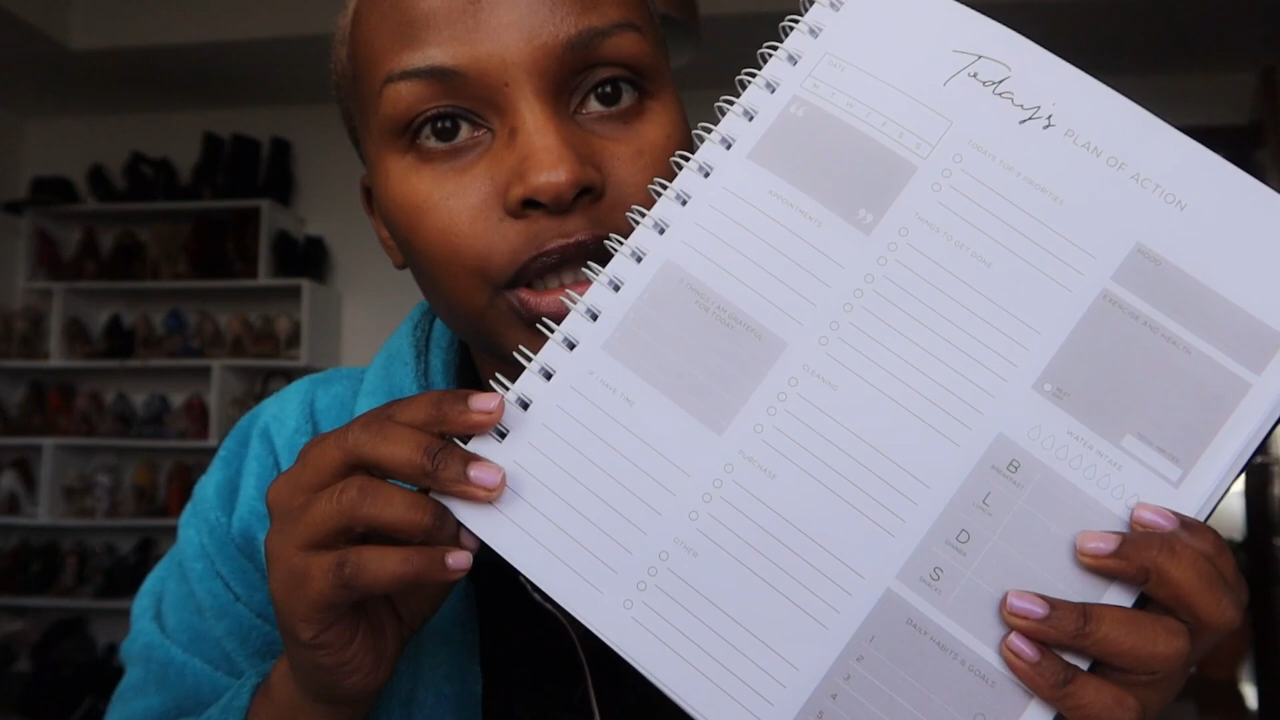 Today's PLAN OF ACTION
DATE
M T W T F S S
“
”
APPOINTMENTS
3 THINGS I AM GRATEFUL
FOR TODAY
IF I HAVE TIME
TODAY'S TOP 3 PRIORITIES
THINGS TO GET DONE
CLEANING
PURCHASE
OTHER
MOOD
EXERCISE AND HEALTH
WATER INTAKE
B
BREAKFAST
L
LUNCH
D
DINNER
S
SNACKS
DAILY HABITS & GOALS
1
2
3
4
5